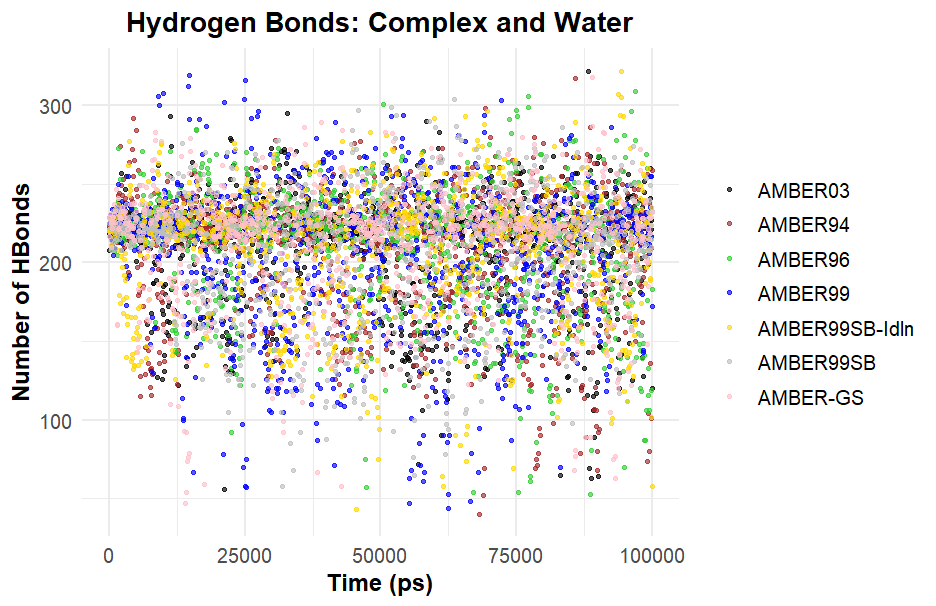 Hydrogen Bonds: Complex and Water
Number of HBonds
300
200
100
0
25000
50000
75000
100000
Time (ps)
AMBER03
AMBER94
AMBER96
AMBER99
AMBER99SB-Idln
AMBER99SB
AMBER-GS